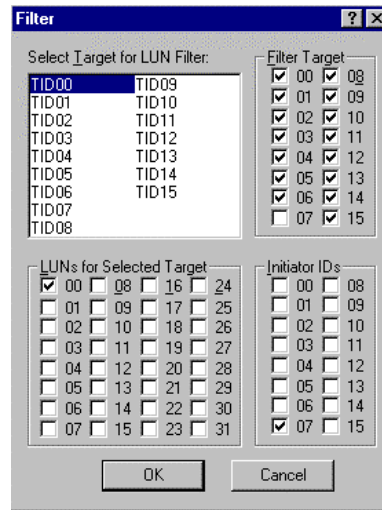 Filter
Select Target for LUN Filter:
TID00 TID09
TID01 TID10
TID02 TID11
TID03 TID12
TID04 TID13
TID05 TID14
TID06 TID15
TID07
TID08
Filter Target
00 08
01 09
02 10
03 11
04 12
05 13
06 14
07 15
LUNs for Selected Target
00 08 16 24
01 09 17 25
02 10 18 26
03 11 19 27
04 12 20 28
05 13 21 29
06 14 22 30
07 15 23 31
Initiator IDs
00 08
01 09
02 10
03 11
04 12
05 13
06 14
07 15
OK Cancel